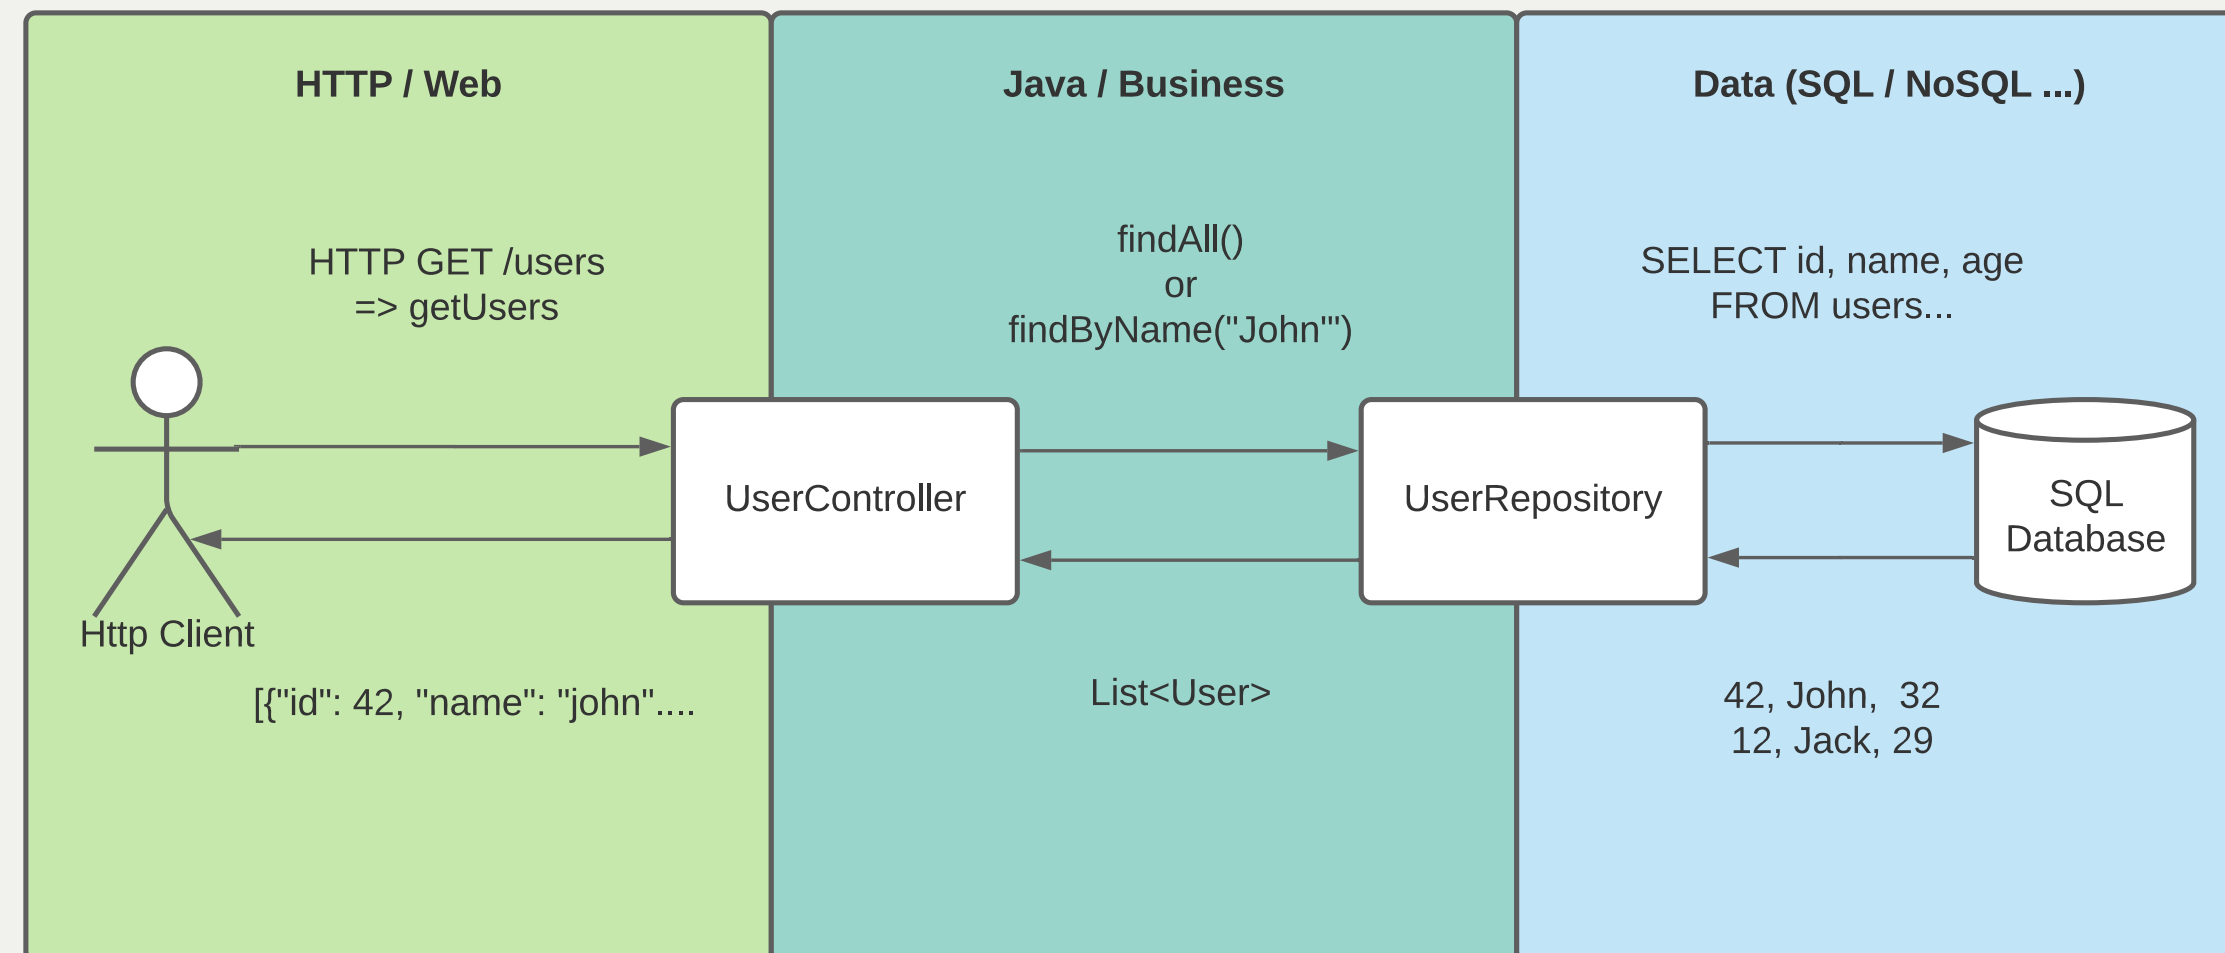 HTTP / Web
Java / Business
Data (SQL / NoSQL ...)
HTTP GET /users
=> getUsers
findAll()
or
findByName("John'")
SELECT id, name, age
FROM users...
Http Client
UserController
UserRepository
SQL
Database
[{"id": 42, "name": "john"....
List<User>
42, John,  32
12, Jack, 29